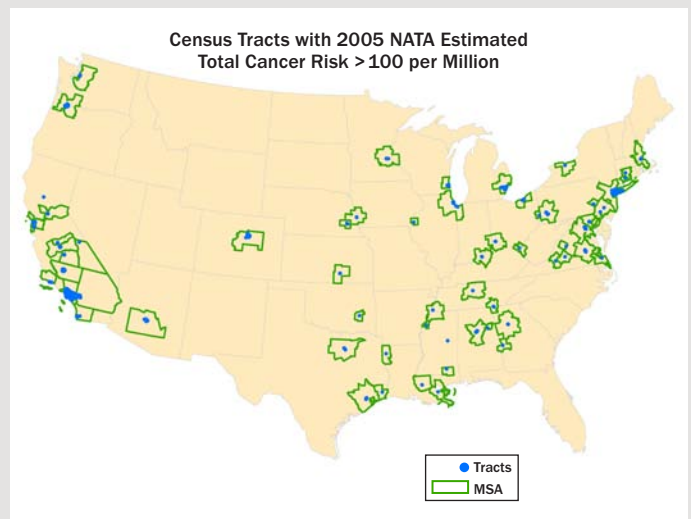 Census Tracts with 2005 NATA Estimated
Total Cancer Risk >100 per Million
Tracts
MSA